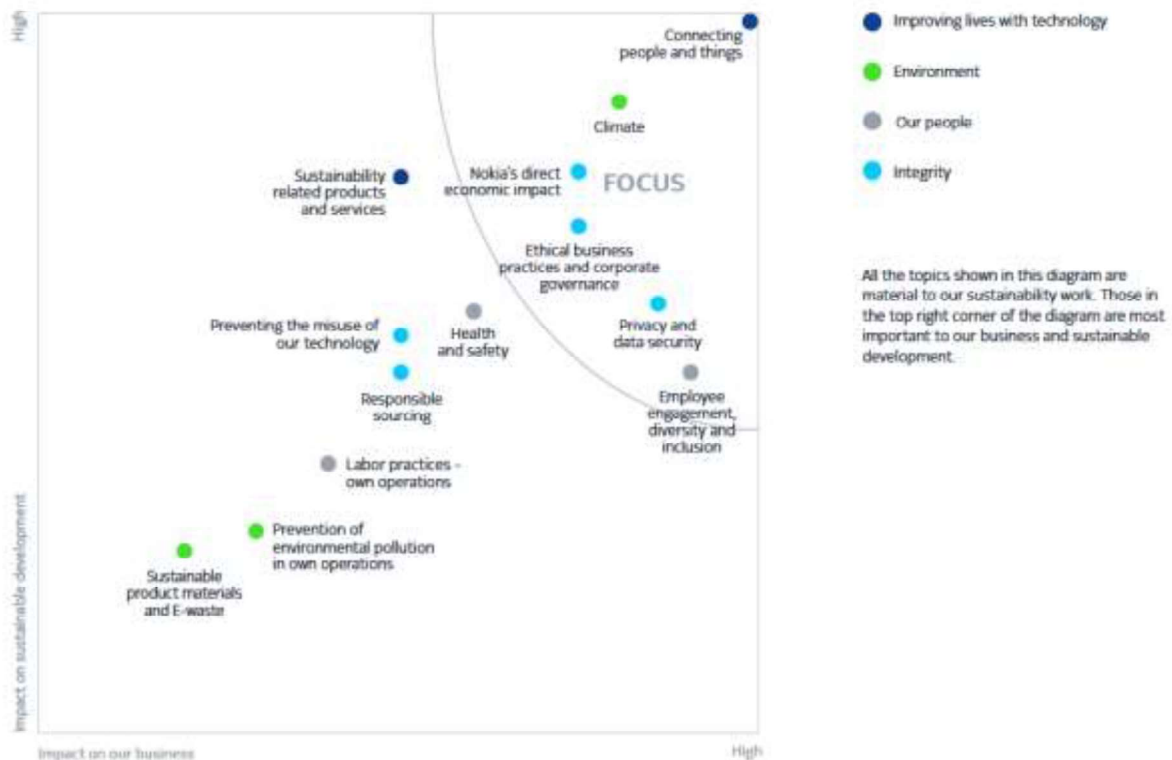 High
Impact on sustainable development
Connecting
people and things
Climate
Sustainability
related products
and services
Nokia's direct
economic impact
FOCUS
Ethical business
practices and corporate
governance
Preventing the misuse of
our technology
Health
and safety
Privacy and
data security
Responsible
sourcing
Employee
engagement,
diversity and
inclusion
Labor practices -
own operations
Prevention of
environmental pollution
in own operations
Sustainable
product materials
and E-waste
Impact on our business
High
Improving lives with technology
Environment
Our people
Integrity
All the topics shown in this diagram are
material to our sustainability work. Those in
the top right corner of the diagram are most
important to our business and sustainable
development.